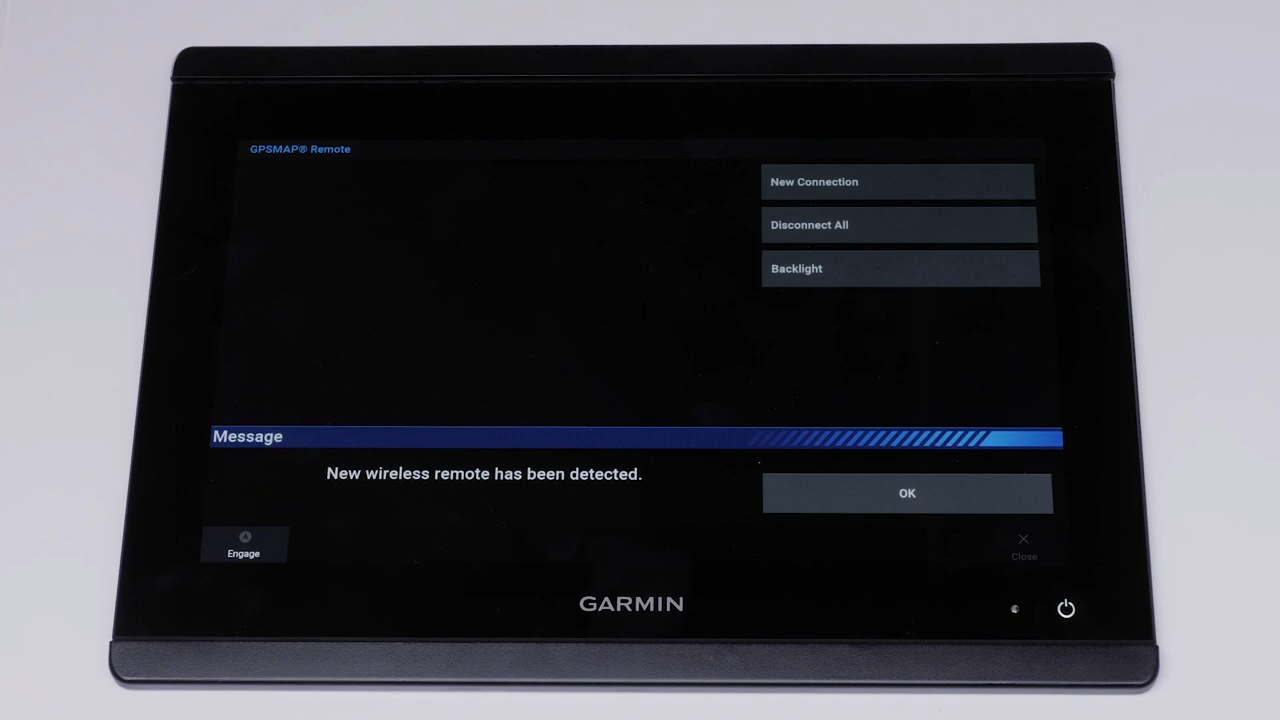 GPSMAP® Remote
New Connection
Disconnect All
Backlight
Message
New wireless remote has been detected.
OK
Engage
Close
GARMIN